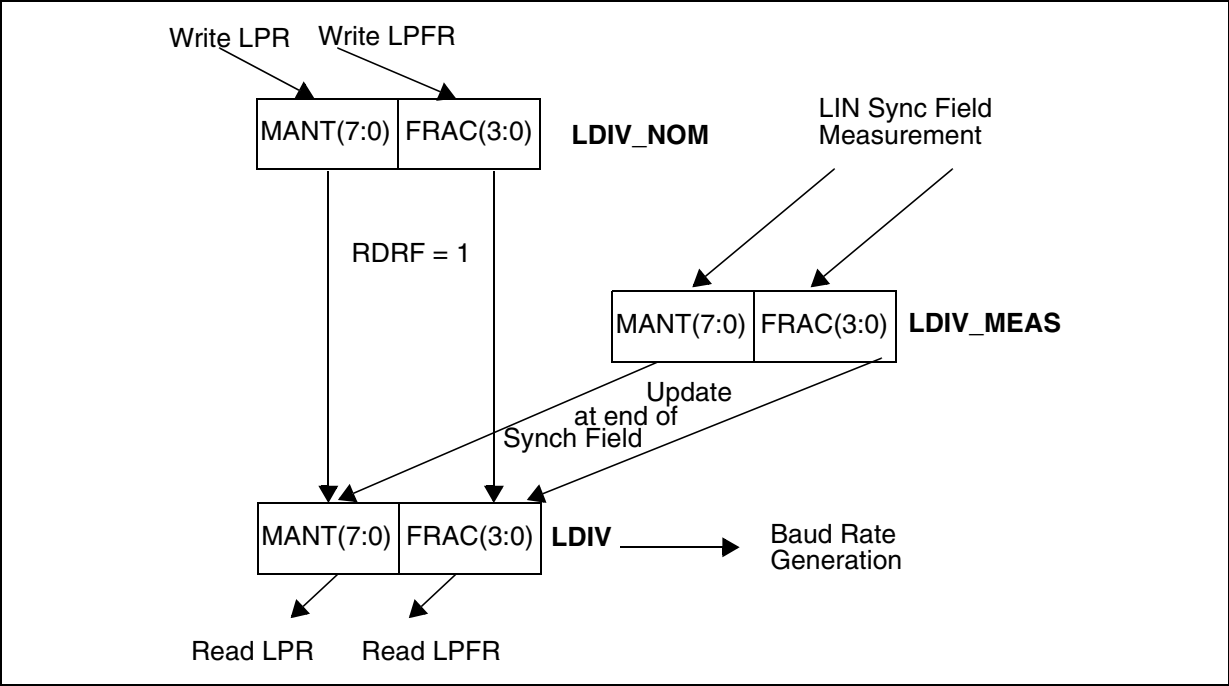 Write LPR
Write LPFR
MANT(7:0)
FRAC(3:0)
LDIV_NOM
LIN Sync Field
Measurement
RDRF = 1
MANT(7:0)
FRAC(3:0)
LDIV_MEAS
Update
at end of
Synch Field
MANT(7:0)
FRAC(3:0)
LDIV
Baud Rate
Generation
Read LPR
Read LPFR